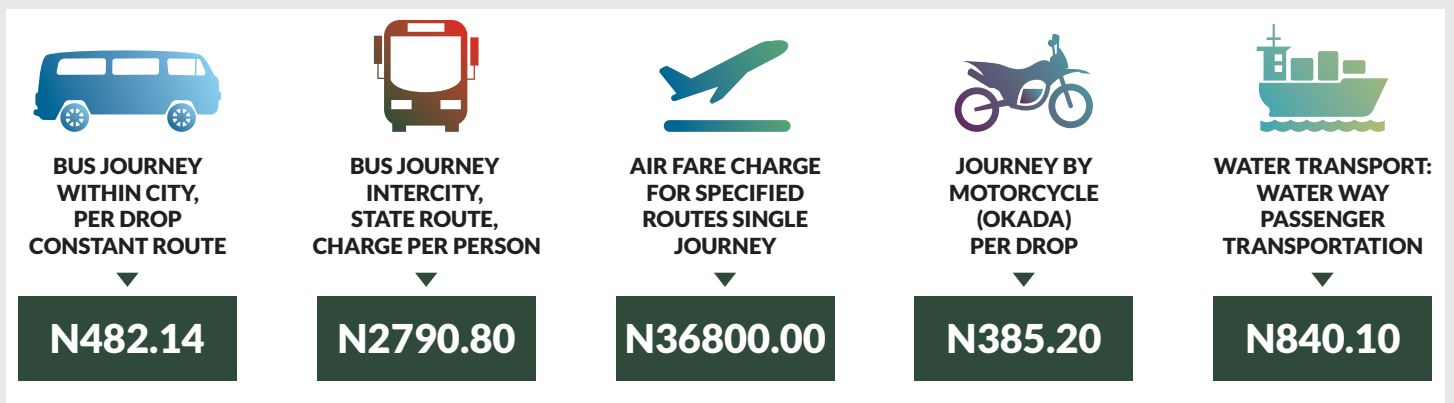 BUS JOURNEY
WITHIN CITY,
PER DROP
CONSTANT ROUTE
N482.14
BUS JOURNEY
INTERCITY,
STATE ROUTE,
CHARGE PER PERSON
N2790.80
AIR FARE CHARGE
FOR SPECIFIED
ROUTES SINGLE
JOURNEY
N36800.00
JOURNEY BY
MOTORCYCLE
(OKADA)
PER DROP
N385.20
WATER TRANSPORT:
WATER WAY
PASSENGER
TRANSPORTATION
N840.10